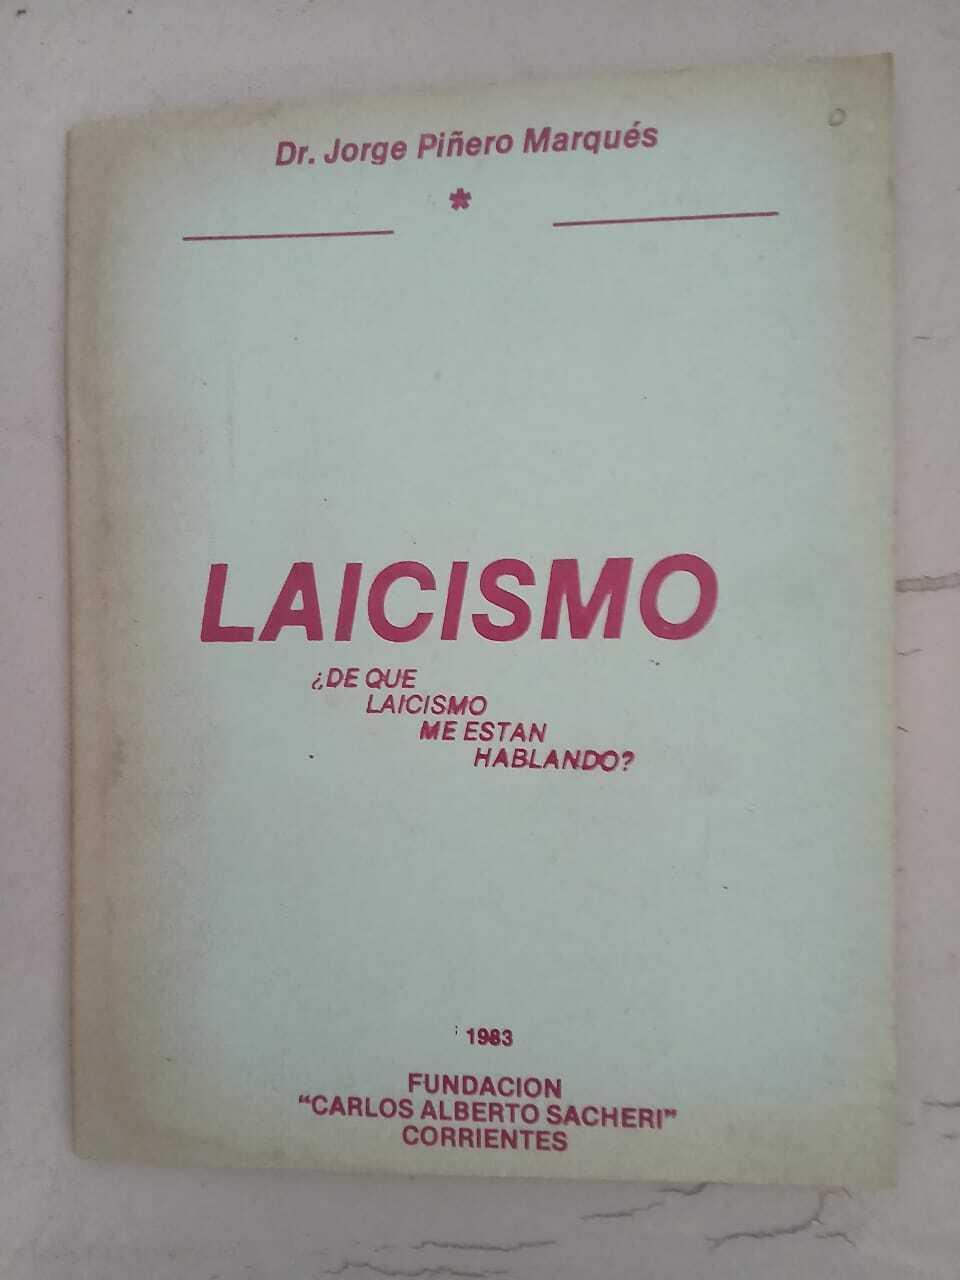 Dr. Jorge Piñero Marqués
*
LAICISMO
¿DE QUE
LAICISMO
ME ESTAN
HABLANDO?
1983
FUNDACION
“CARLOS ALBERTO SACHERI”
CORRIENTES